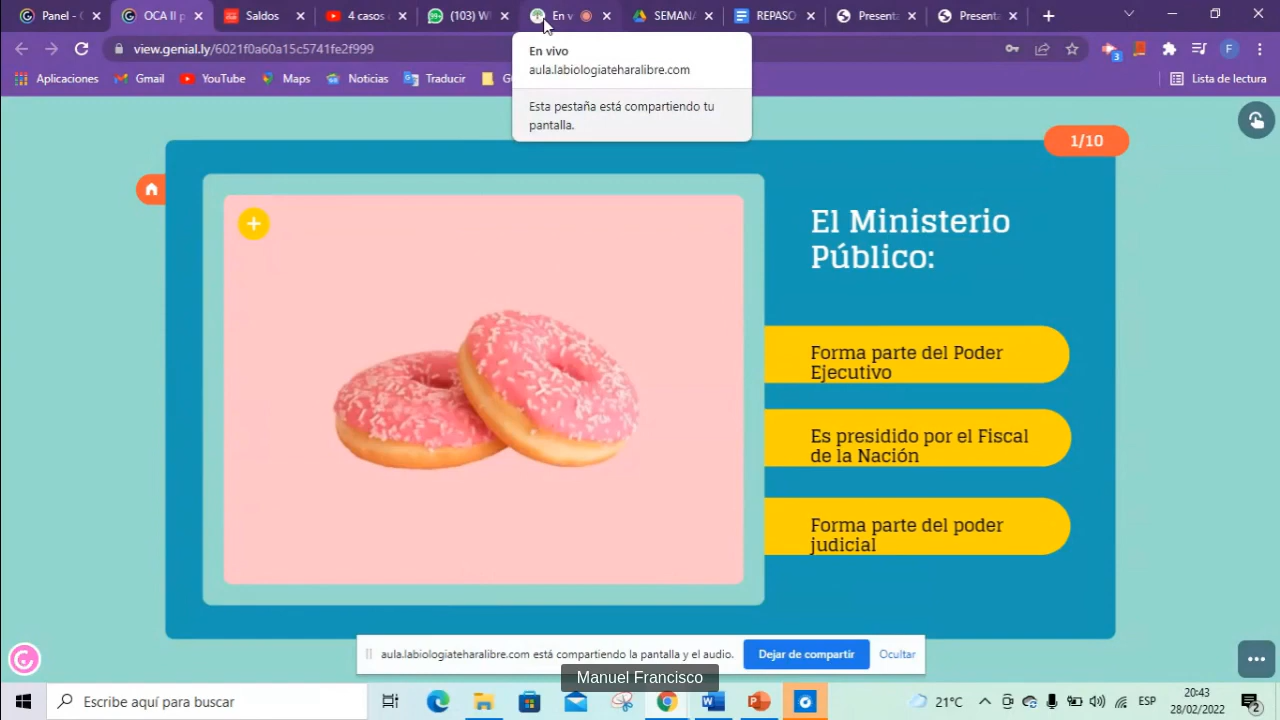 Panel - G
OCA II p
Saldos
4 casos
(103) W
En v
SEMANA
REPASO
Presenta
Presenta
view.genial.ly/6021f0a60a15c5741fe2f999
En vivo
aula.labiologiateharalibre.com
Esta pestaña está compartiendo tu
pantalla.
Aplicaciones
Gmail
YouTube
Maps
Noticias
Traducir
Lista de lectura
1/10
El Ministerio
Público:
Forma parte del Poder
Ejecutivo
Es presidido por el Fiscal
de la Nación
Forma parte del poder
judicial
aula.labiologiateharalibre.com está compartiendo la pantalla y el audio.
Dejar de compartir
Ocultar
Manuel Francisco
Escribe aquí para buscar
21°C
ESP
20:43
28/02/2022